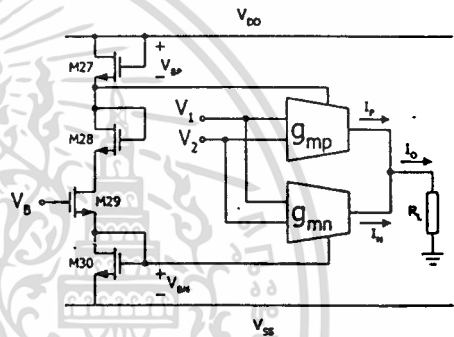 V_DD
M27
+
V_BP
−
M28
V_1
V_2
g_mp
I_P
I_O
V_B
M29
g_mn
I_N
R_L
M30
+
V_BN
−
V_SS